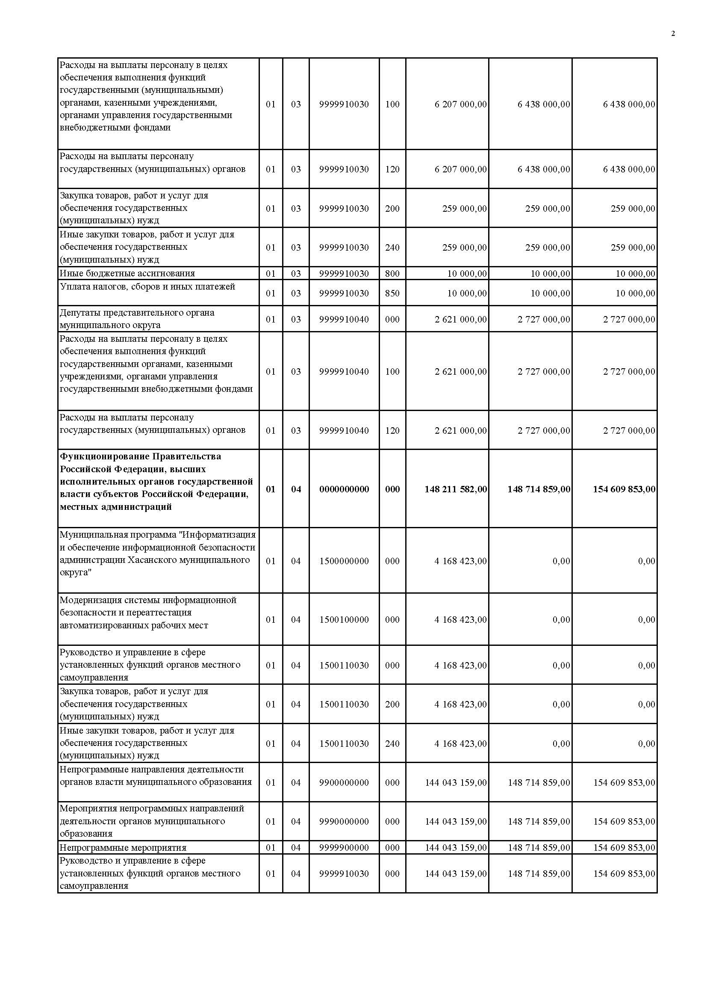 2
Расходы на выплаты персоналу в целях
обеспечения выполнения функций
государственными (муниципальными)
органами, казенными учреждениями,
органами управления государственными
внебюджетными фондами
01 03 9999910030 100 6 207 000,00 6 438 000,00 6 438 000,00
Расходы на выплаты персоналу
государственных (муниципальных) органов
01 03 9999910030 120 6 207 000,00 6 438 000,00 6 438 000,00
Закупка товаров, работ и услуг для
обеспечения государственных
(муниципальных) нужд
01 03 9999910030 200 259 000,00 259 000,00 259 000,00
Иные закупки товаров, работ и услуг для
обеспечения государственных
(муниципальных) нужд
01 03 9999910030 240 259 000,00 259 000,00 259 000,00
Иные бюджетные ассигнования 01 03 9999910030 800 10 000,00 10 000,00 10 000,00
Уплата налогов, сборов и иных платежей
01 03 9999910030 850 10 000,00 10 000,00 10 000,00
Депутаты представительного органа
муниципального округа
01 03 9999910040 000 2 621 000,00 2 727 000,00 2 727 000,00
Расходы на выплаты персоналу в целях
обеспечения выполнения функций
государственными органами, казенными
учреждениями, органами управления
государственными внебюджетными фондами
01 03 9999910040 100 2 621 000,00 2 727 000,00 2 727 000,00
Расходы на выплаты персоналу
государственных (муниципальных) органов
01 03 9999910040 120 2 621 000,00 2 727 000,00 2 727 000,00
Функционирование Правительства
Российской Федерации, высших
исполнительных органов государственной
власти субъектов Российской Федерации,
местных администраций
01 04 0000000000 000 148 211 582,00 148 714 859,00 154 609 853,00
Муниципальная программа "Информатизация
и обеспечение информационной безопасности
администрации Хасанского муниципального
округа"
01 04 1500000000 000 4 168 423,00 0,00 0,00
Модернизация системы информационной
безопасности и переаттестация
автоматизированных рабочих мест
01 04 1500100000 000 4 168 423,00 0,00 0,00
Руководство и управление в сфере
установленных функций органов местного
самоуправления
01 04 1500110030 000 4 168 423,00 0,00 0,00
Закупка товаров, работ и услуг для
обеспечения государственных
(муниципальных) нужд
01 04 1500110030 200 4 168 423,00 0,00 0,00
Иные закупки товаров, работ и услуг для
обеспечения государственных
(муниципальных) нужд
01 04 1500110030 240 4 168 423,00 0,00 0,00
Непрограммные направления деятельности
органов власти муниципального образования
01 04 9900000000 000 144 043 159,00 148 714 859,00 154 609 853,00
Мероприятия непрограммных направлений
деятельности органов муниципального
образования
01 04 9990000000 000 144 043 159,00 148 714 859,00 154 609 853,00
Непрограммные мероприятия 01 04 9999900000 000 144 043 159,00 148 714 859,00 154 609 853,00
Руководство и управление в сфере
установленных функций органов местного
самоуправления
01 04 9999910030 000 144 043 159,00 148 714 859,00 154 609 853,00